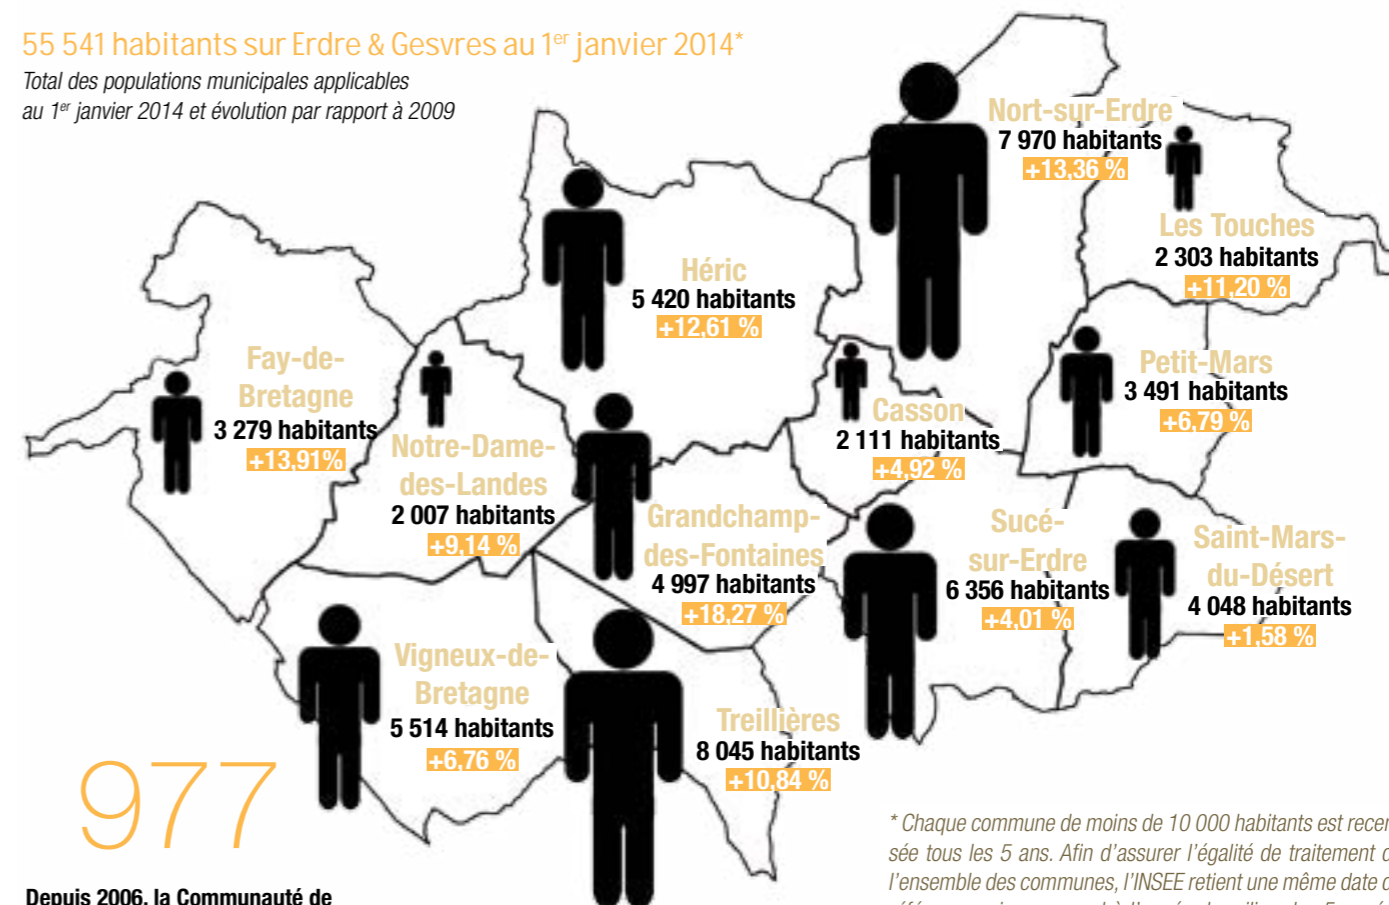 55 541 habitants sur Erdre & Gesvres au 1er janvier 2014*
Total des populations municipales applicables
au 1er janvier 2014 et évolution par rapport à 2009
Nort-sur-Erdre
7 970 habitants
+13,36 %
Les Touches
2 303 habitants
+11,20 %
Héric
5 420 habitants
+12,61 %
Fay-de-
Bretagne
3 279 habitants
+13,91%
Notre-Dame-
des-Landes
2 007 habitants
+9,14 %
Casson
2 111 habitants
+4,92 %
Petit-Mars
3 491 habitants
+6,79 %
Grandchamp-
des-Fontaines
4 997 habitants
+18,27 %
Sucé-
sur-Erdre
6 356 habitants
+4,01 %
Saint-Mars-
du-Désert
4 048 habitants
+1,58 %
Vigneux-de-
Bretagne
5 514 habitants
+6,76 %
Treillières
8 045 habitants
+10,84 %
977
Depuis 2006, la Communauté de
* Chaque commune de moins de 10 000 habitants est recen
sée tous les 5 ans. Afin d'assurer l'égalité de traitement d
l'ensemble des communes, l'INSEE retient une même date d